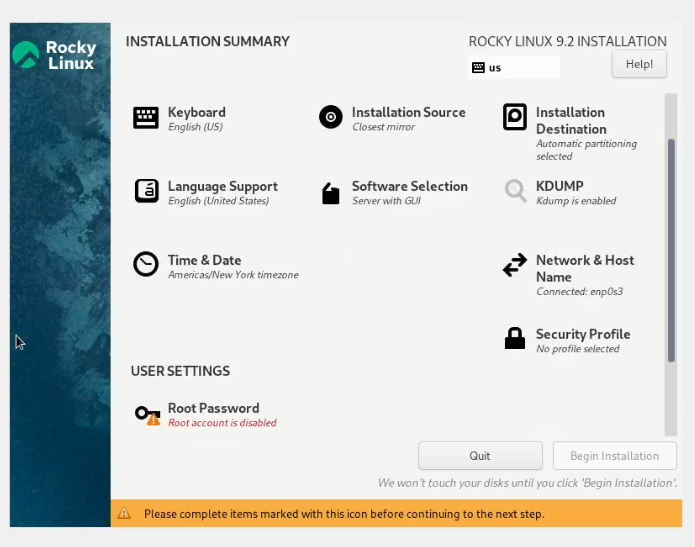 Rocky
Linux
INSTALLATION SUMMARY
ROCKY LINUX 9.2 INSTALLATION
us
Help!
Keyboard
English (US)
Installation Source
Closest mirror
Installation
Destination
Automatic partitioning
selected
Language Support
English (United States)
Software Selection
Server with GUI
KDUMP
Kdump is enabled
Time & Date
Americas/New York timezone
Network & Host
Name
Connected: enp0s3
Security Profile
No profile selected
USER SETTINGS
Root Password
Root account is disabled
Quit
Begin Installation
We won't touch your disks until you click 'Begin Installation'.
Please complete items marked with this icon before continuing to the next step.